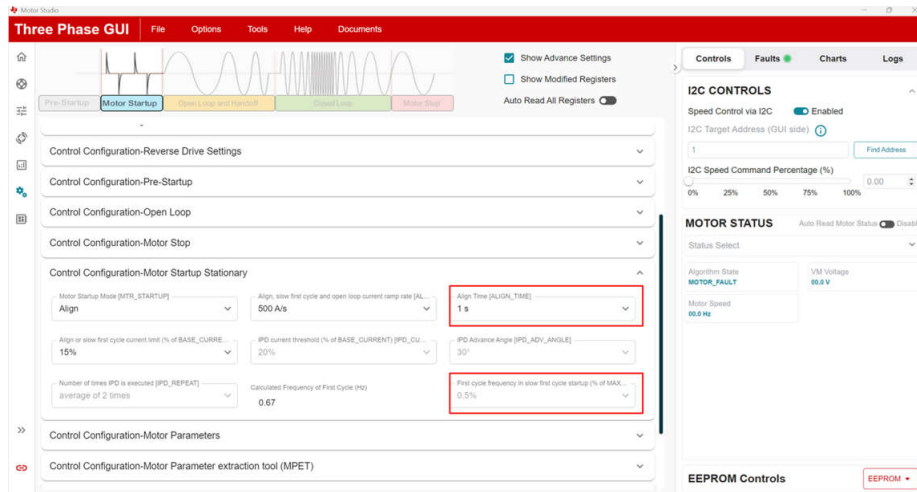 Motor Studio
Three Phase GUI File Options Tools Help Documents
Pre-Startup Motor Startup Open Loop and Handoff Closed Loop Motor Stop
Show Advance Settings
Show Modified Registers
Auto Read All Registers
Control Configuration-Reverse Drive Settings
Control Configuration-Pre-Startup
Control Configuration-Open Loop
Control Configuration-Motor Stop
Control Configuration-Motor Startup Stationary
Motor Startup Mode [MTR_STARTUP]
Align
Align, slow first cycle and open loop current ramp rate [AL...
500 A/s
Align Time [ALIGN_TIME]
1 s
Align or slow first cycle current limit (% of BASE_CURRE...
15%
IPD current threshold (% of BASE_CURRENT) [IPD_CU...
20%
IPD Advance Angle [IPD_ADV_ANGLE]
30°
Number of times IPD is executed [IPD_REPEAT]
average of 2 times
Calculated Frequency of First Cycle (Hz)
0.67
First cycle frequency in slow first cycle startup (% of MAX...
0.5%
Control Configuration-Motor Parameters
Control Configuration-Motor Parameter extraction tool (MPET)
Controls Faults Charts Logs
I2C CONTROLS
Speed Control via I2C Enabled
I2C Target Address (GUI side)
1
Find Address
I2C Speed Command Percentage (%)
0.00
0% 25% 50% 75% 100%
MOTOR STATUS
Auto Read Motor Status
Status Select
Algorithm State
MOTOR_FAULT
VM Voltage
00.0 V
Motor Speed
00.0 Hz
EEPROM Controls
EEPROM